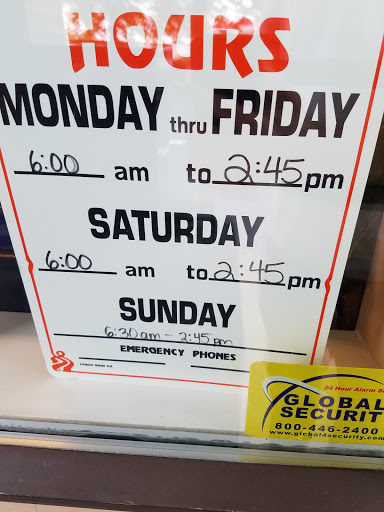 HOURS
MONDAY thru FRIDAY
6:00 am to 2:45 pm
SATURDAY
6:00 am to 2:45 pm
SUNDAY
6:30 am - 2:45 pm
EMERGENCY PHONES
24 Hour Alarm
GLOBAL
SECURIT
800-446-2400
www.global4security.com